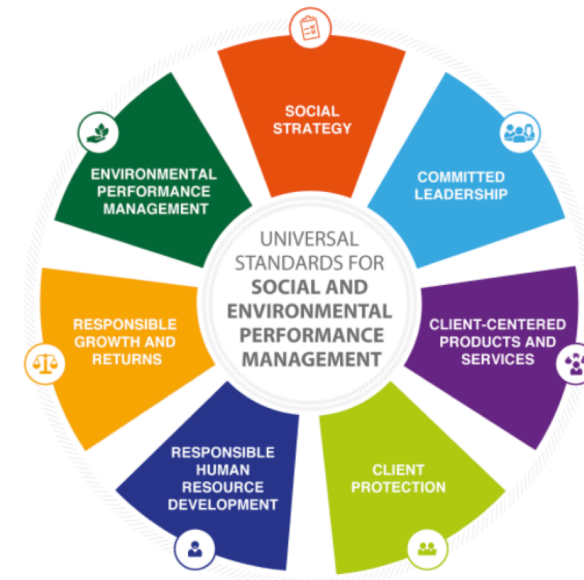 UNIVERSAL
STANDARDS FOR
SOCIAL AND
ENVIRONMENTAL
PERFORMANCE
MANAGEMENT
SOCIAL
STRATEGY
COMMITTED
LEADERSHIP
CLIENT-CENTERED
PRODUCTS AND
SERVICES
CLIENT
PROTECTION
RESPONSIBLE
HUMAN
RESOURCE
DEVELOPMENT
RESPONSIBLE
GROWTH AND
RETURNS
ENVIRONMENTAL
PERFORMANCE
MANAGEMENT